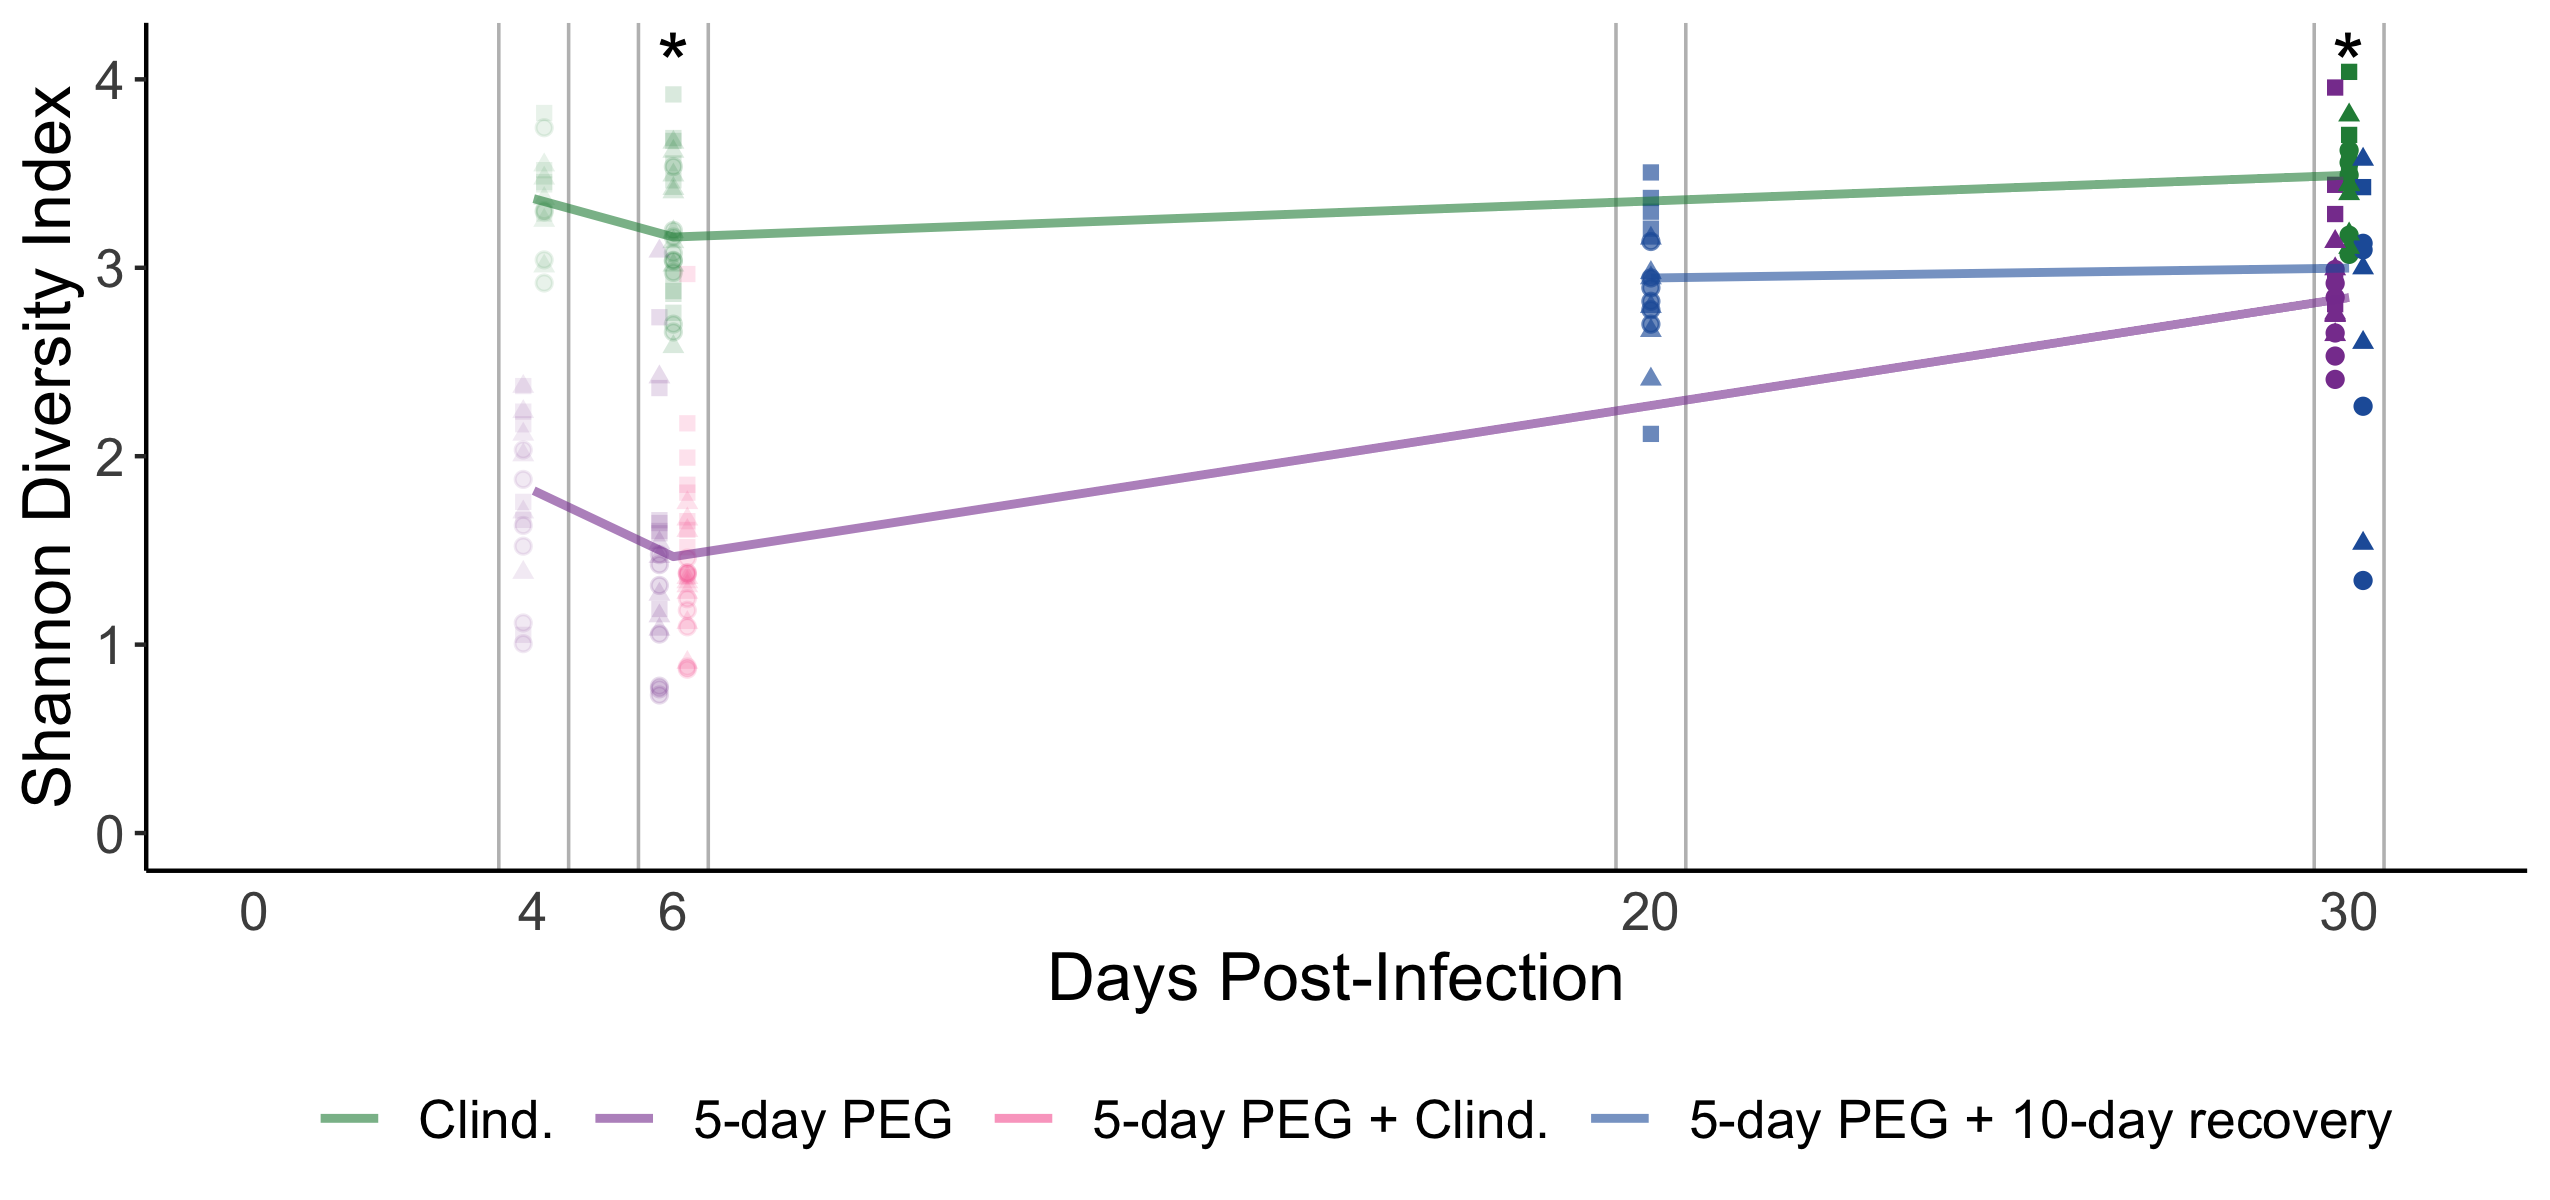 * *
4
3
2
1
0
Shannon Diversity Index
0 4 6 20 30
Days Post-Infection
Clind. 5-day PEG 5-day PEG + Clind. 5-day PEG + 10-day recovery